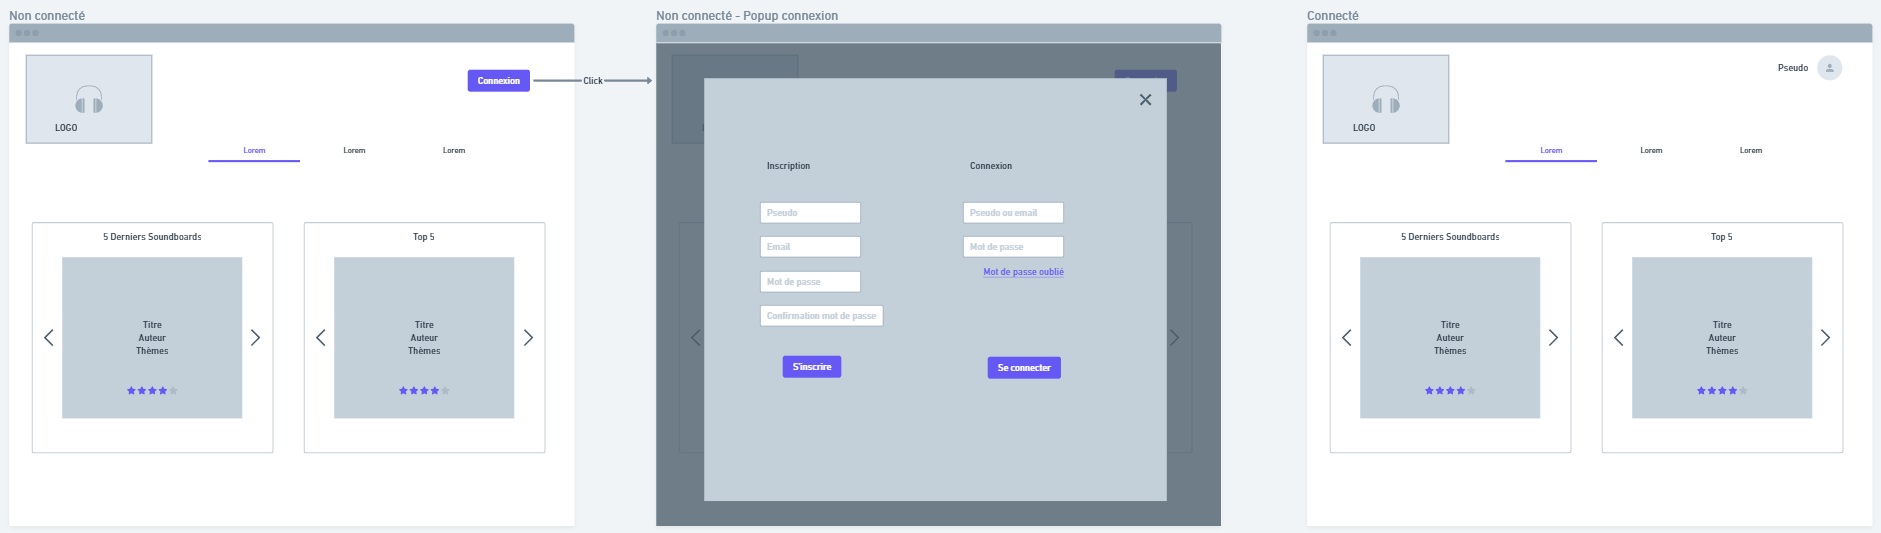 Non connecté
Connexion
Click
LOGO
Lorem
Lorem
Lorem
5 Derniers Soundboards
Titre
Auteur
Thèmes
Top 5
Titre
Auteur
Thèmes
Non connecté - Popup connexion
Inscription
Pseudo
Email
Mot de passe
Confirmation mot de passe
S'inscrire
Connexion
Pseudo ou email
Mot de passe
Mot de passe oublié
Se connecter
Connecté
Pseudo
LOGO
Lorem
Lorem
Lorem
5 Derniers Soundboards
Titre
Auteur
Thèmes
Top 5
Titre
Auteur
Thèmes